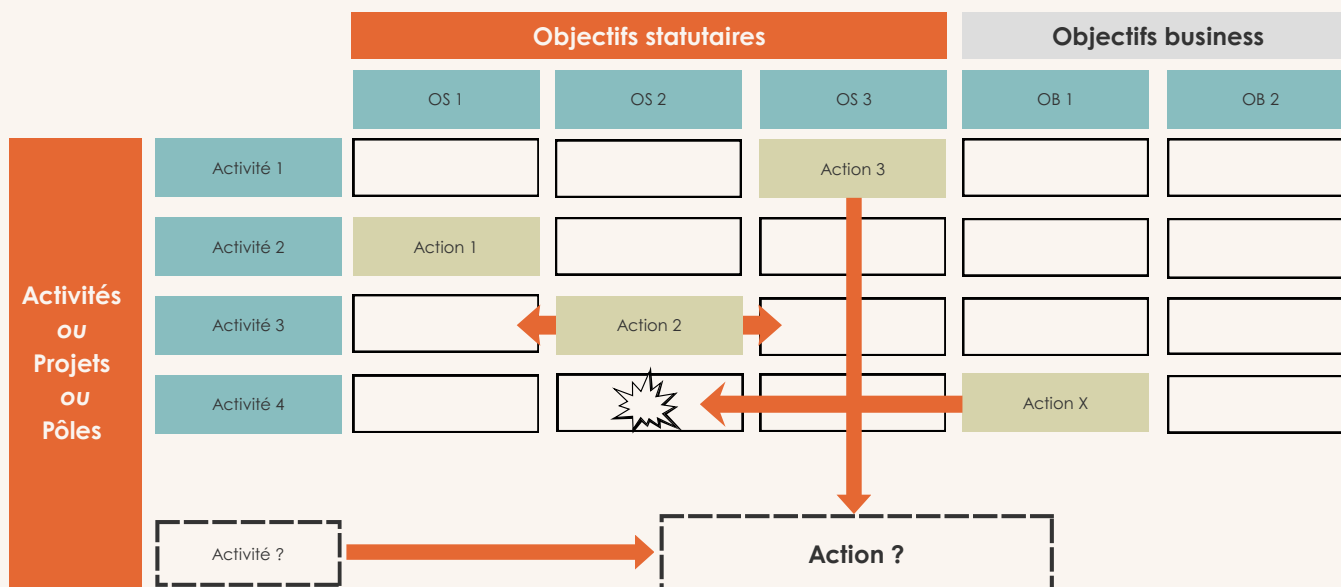 Objectifs statutaires
Objectifs business
OS 1
OS 2
OS 3
OB 1
OB 2
Activités
ou
Projets
ou
Pôles
Activité 1
Action 3
Activité 2
Action 1
Activité 3
Action 2
Activité 4
Action X
Activité ?
Action ?